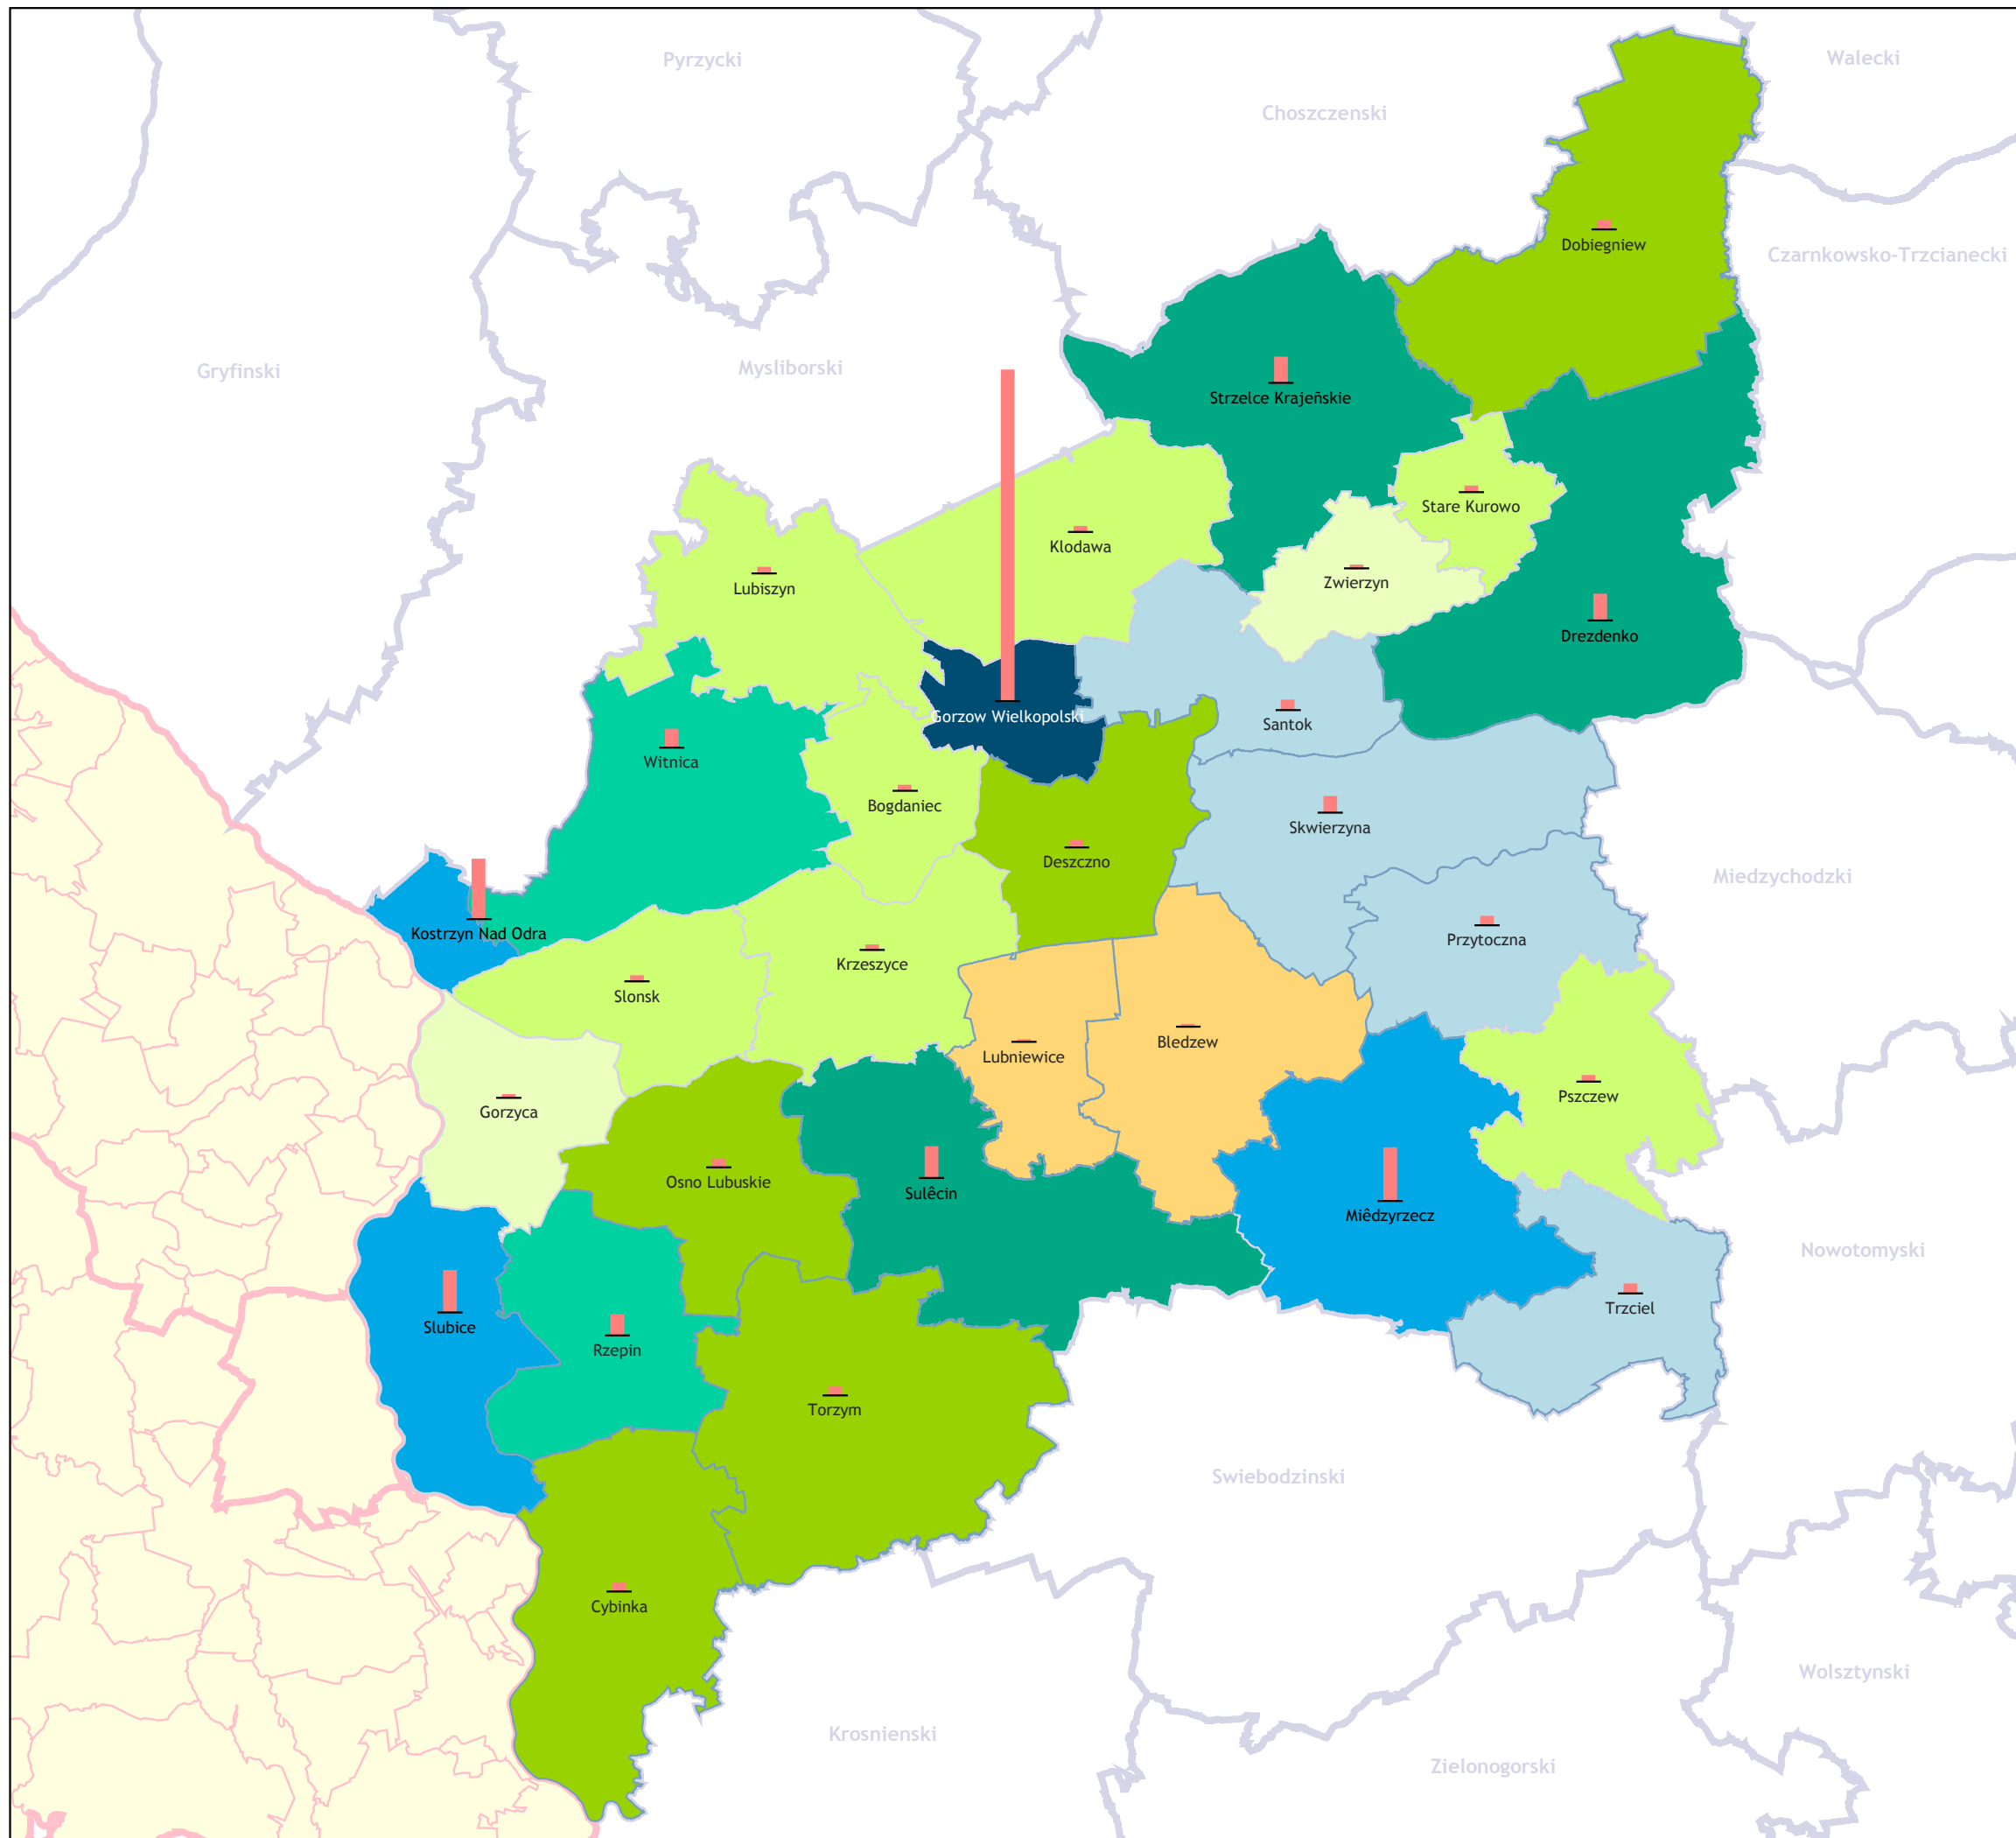 Walecki
Pyrzycki
Choszczenski
Dobiegniew
Czarnkowsko-Trzcianecki
Mysliborski
Gryfinski
Strzelce Krajeñskie
Stare Kurowo
Klodawa
Zwierzyn
Lubiszyn
Drezdenko
Gorzow Wielkopolski
Santok
Witnica
Bogdaniec
Skwierzyna
Deszczno
Miedzychodzki
Kostrzyn Nad Odra
Przytoczna
Krzeszyce
Slonsk
Bledzew
Lubniewice
Pszczew
Gorzyca
Osno Lubuskie
Sulêcin
Miêdzyrzecz
Nowotomyski
Trzciel
Slubice
Rzepin
Torzym
Swiebodzinski
Cybinka
Wolsztynski
Krosnienski
Zielonogorski